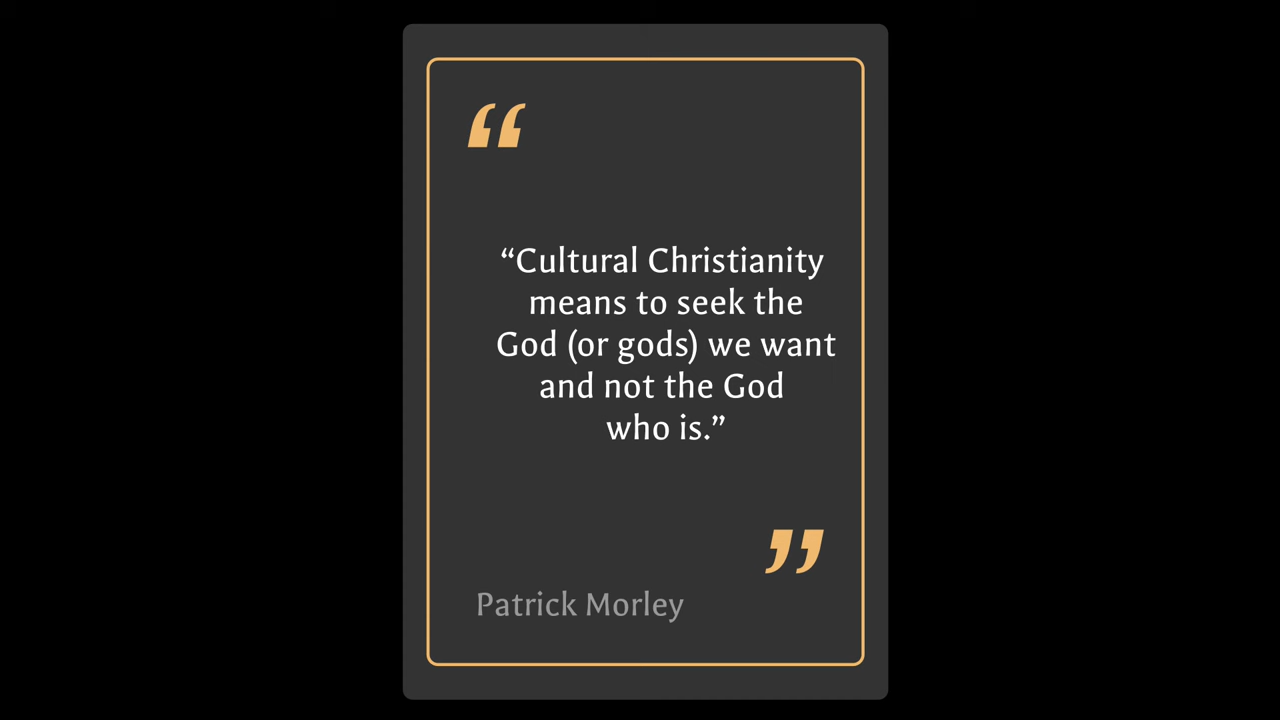 “
“Cultural Christianity
means to seek the
God (or gods) we want
and not the God
who is.”
”
Patrick Morley